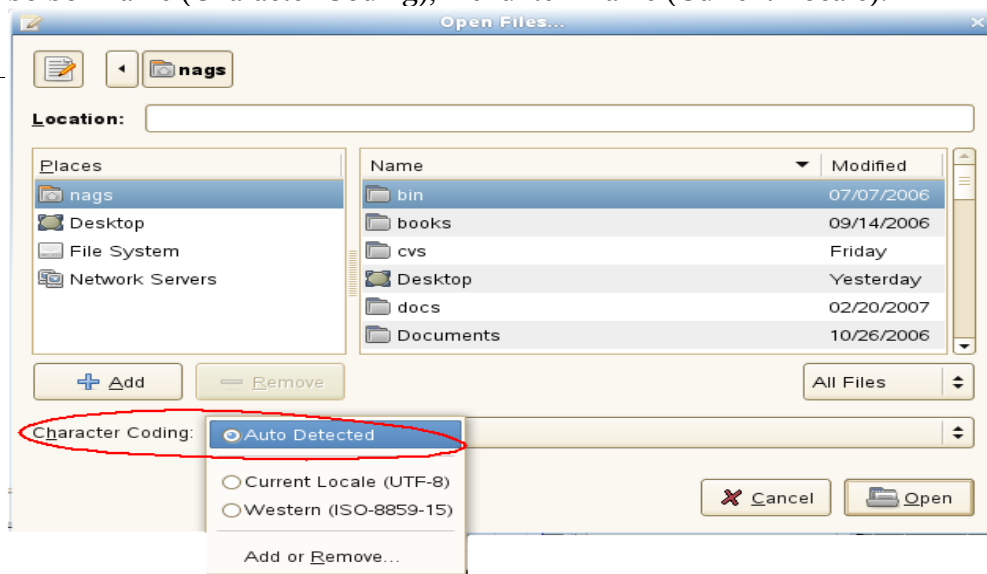 Open Files...
nags
Location:
Places
Name Modified
nags bin 07/07/2006
Desktop books 09/14/2006
File System cvs Friday
Network Servers Desktop Yesterday
docs 02/20/2007
Documents 10/26/2006
Add Remove All Files
Character Coding: Auto Detected
Current Locale (UTF-8)
Western (ISO-8859-15)
Cancel Open
Add or Remove...